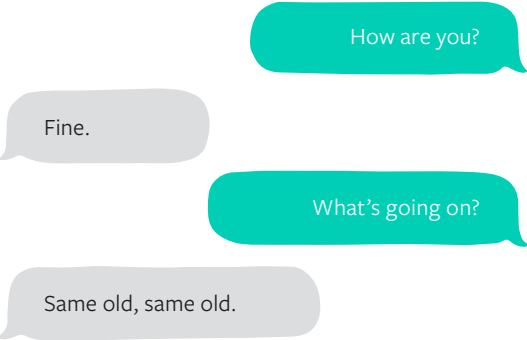 How are you?
Fine.
What’s going on?
Same old, same old.